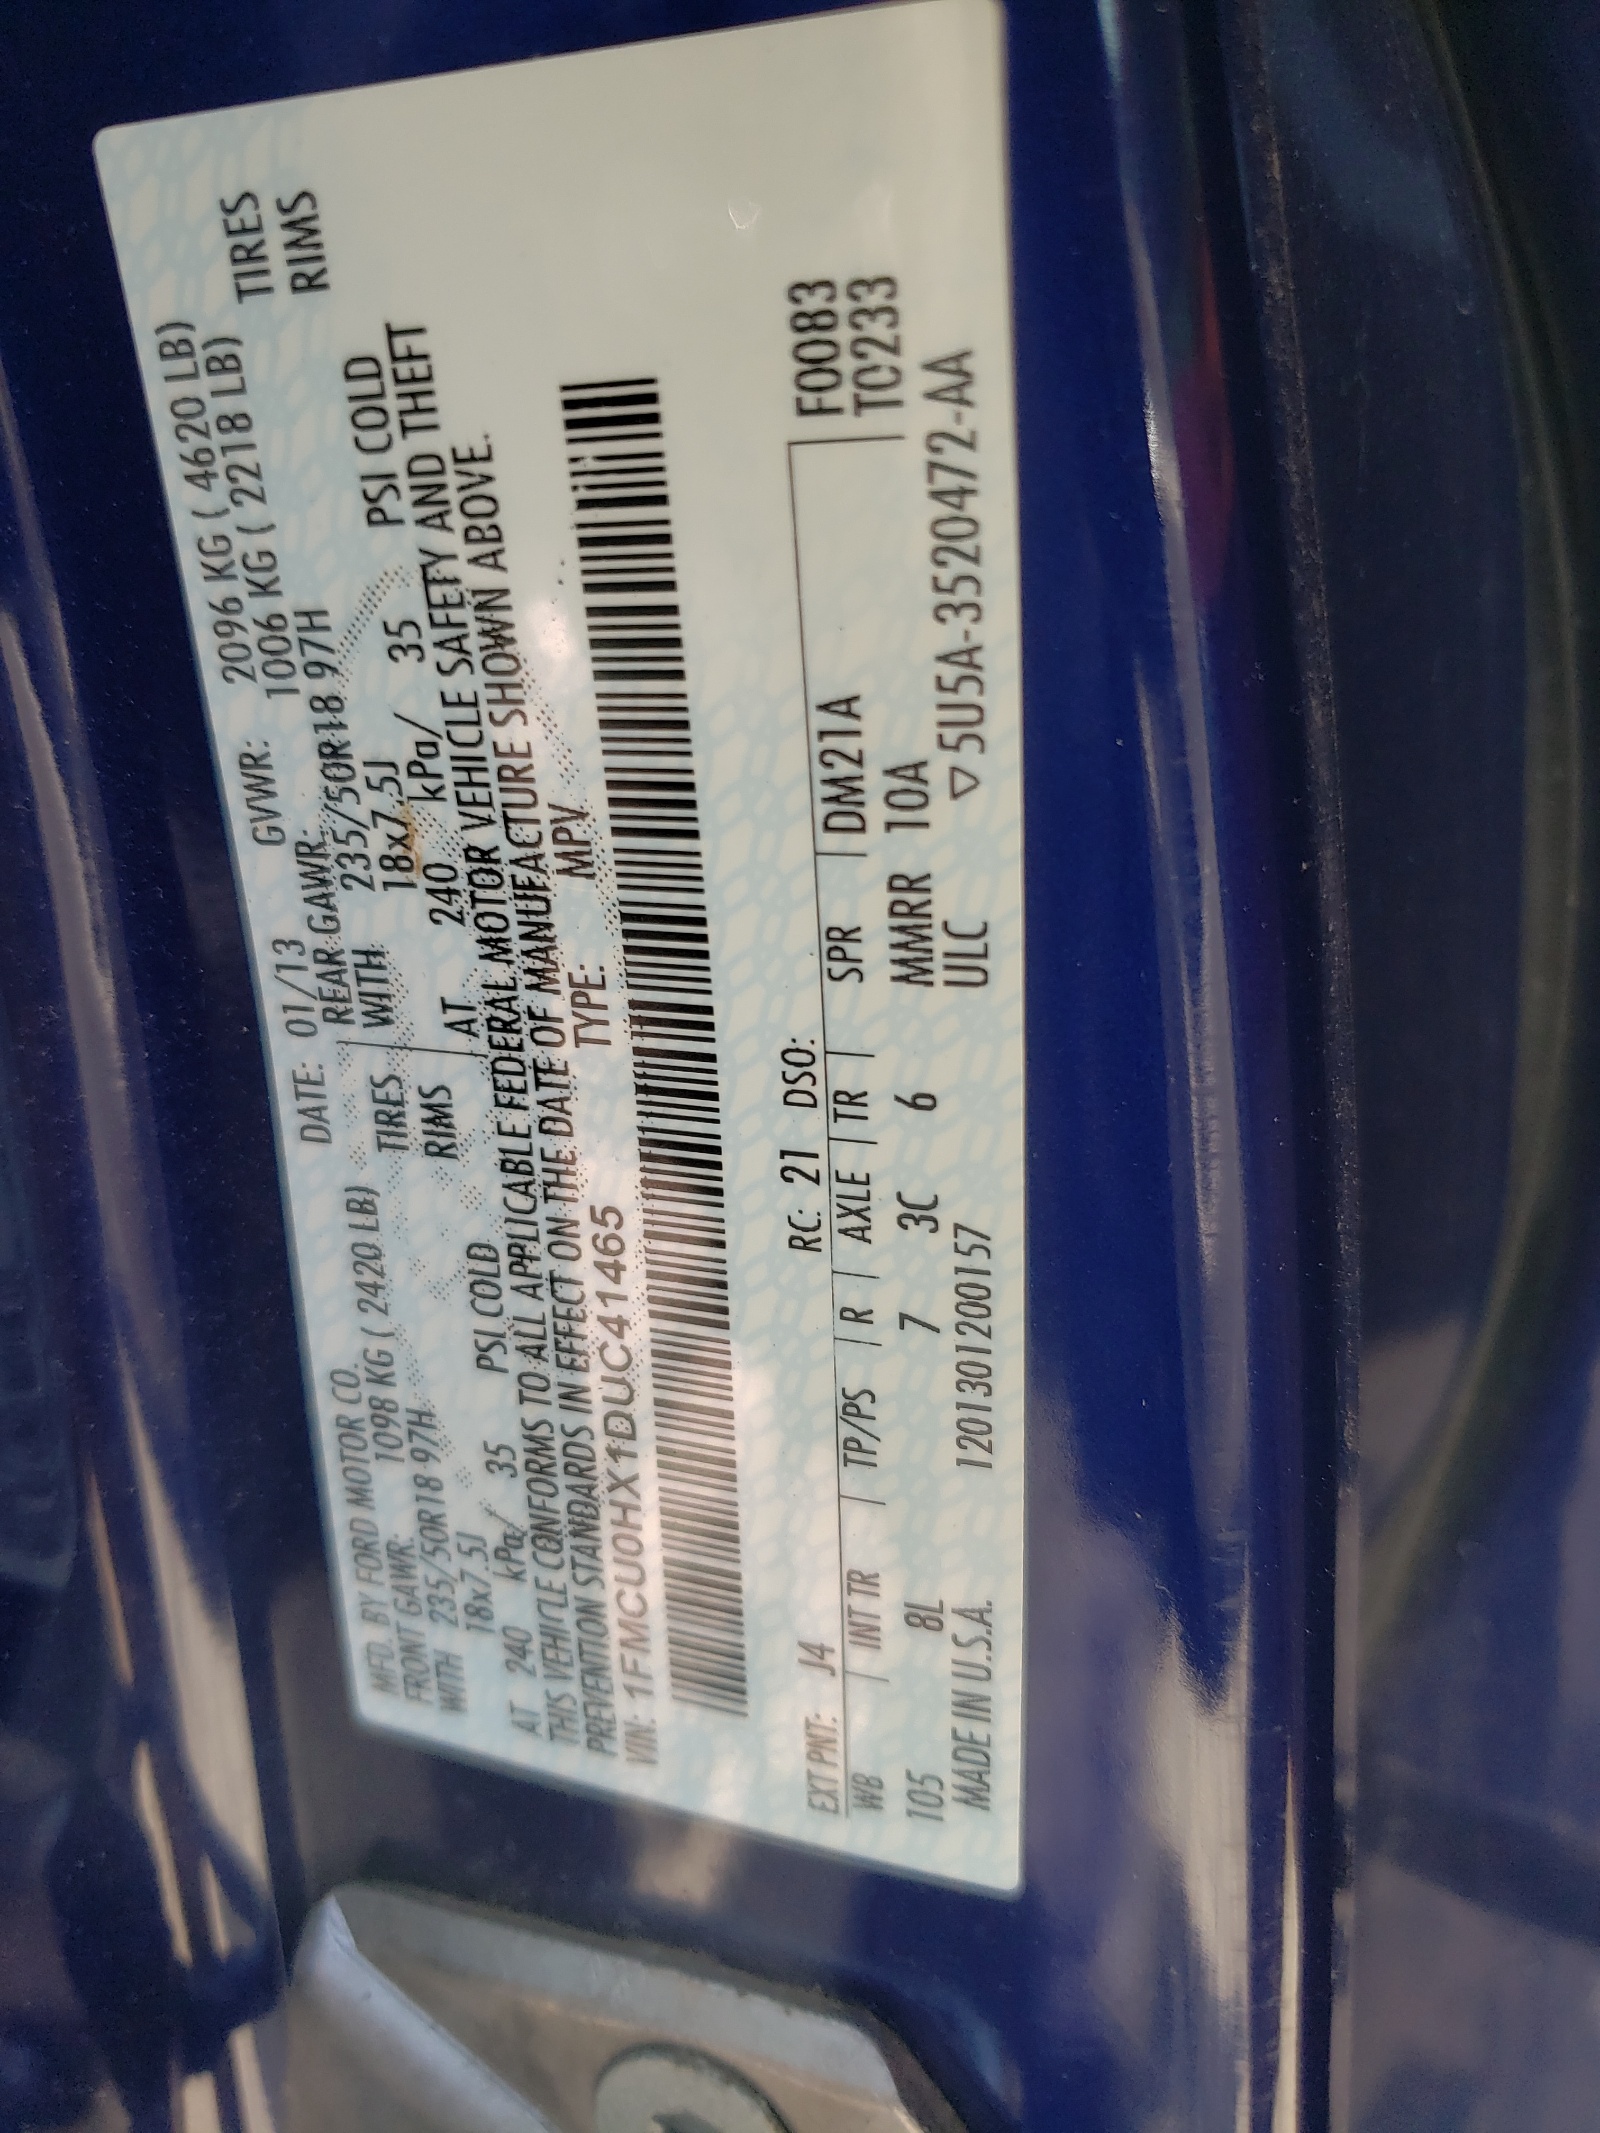 MFD. BY FORD MOTOR CO. DATE: 01/13 GVWR: 2096 KG ( 4620 LB)
FRONT GAWR: 1098 KG ( 2420 LB) REAR GAWR: 1006 KG ( 2218 LB)
WITH 235/50R18 97H TIRES WITH 235/50R18 97H TIRES
18x7.5J RIMS 18x7.5J RIMS
AT 240 kPa/ 35 PSI COLD AT 240 kPa/ 35 PSI COLD
THIS VEHICLE CONFORMS TO ALL APPLICABLE FEDERAL MOTOR VEHICLE SAFETY AND THEFT
PREVENTION STANDARDS IN EFFECT ON THE DATE OF MANUFACTURE SHOWN ABOVE.
VIN: 1FMCU0HX1DUC41465 TYPE: MPV
EXT PNT: J4 RC: 21 DSO: F0083
WB | INT TR | TP/PS | R | AXLE | TR | SPR | DM21A TC233
105 8L 7 3C 6 MMRR 10A
MADE IN U.S.A. 1201301200157 ULC ▽5U5A-3520472-AA